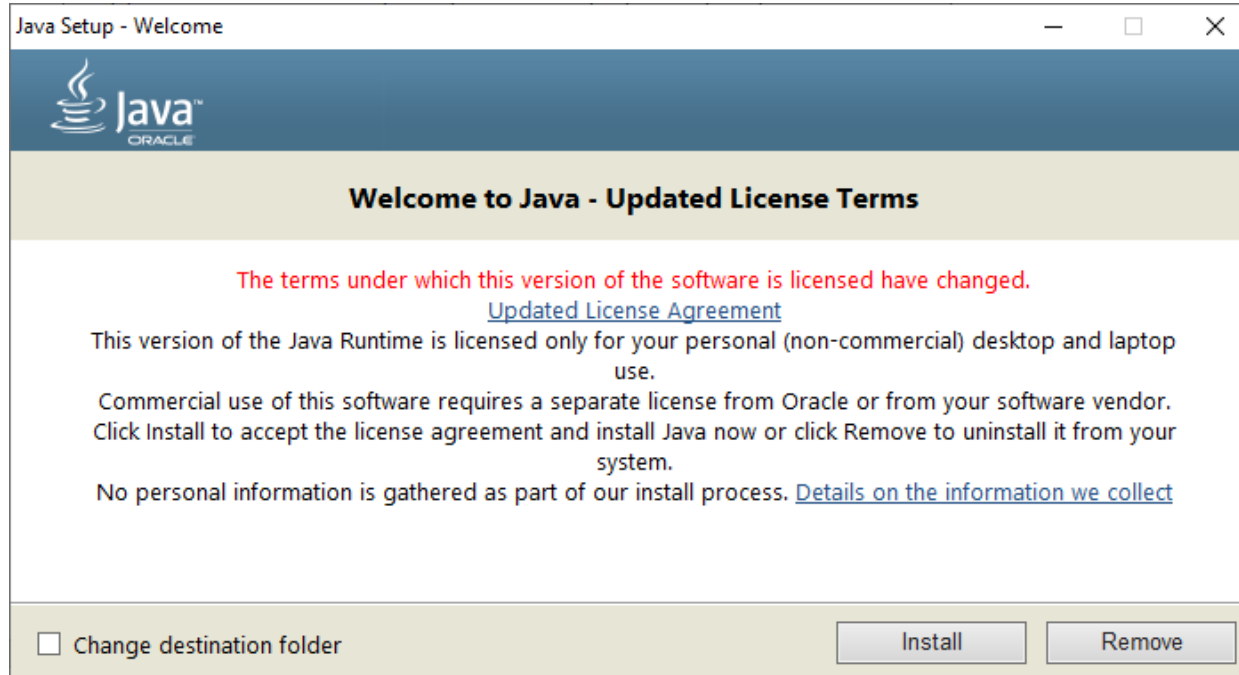 Java Setup - Welcome
Java™
ORACLE
Welcome to Java - Updated License Terms
The terms under which this version of the software is licensed have changed.
Updated License Agreement
This version of the Java Runtime is licensed only for your personal (non-commercial) desktop and laptop
use.
Commercial use of this software requires a separate license from Oracle or from your software vendor.
Click Install to accept the license agreement and install Java now or click Remove to uninstall it from your
system.
No personal information is gathered as part of our install process. Details on the information we collect
Change destination folder
Install
Remove